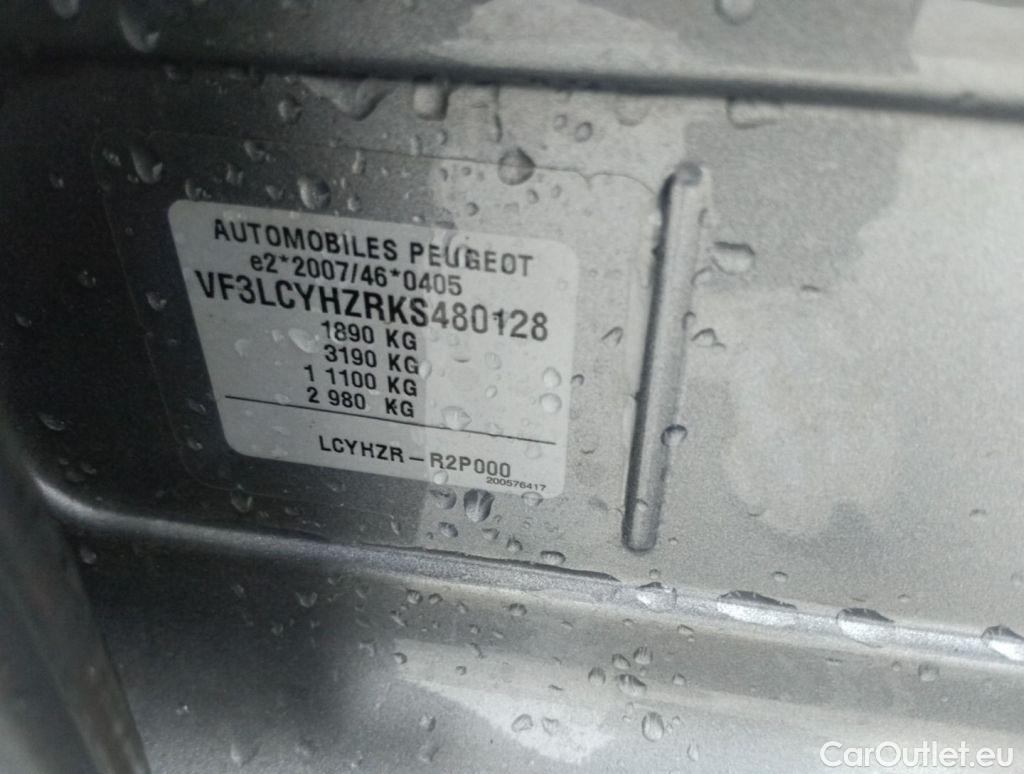 AUTOMOBILES PEUGEOT
e2*2007/46*0405
VF3LCYHZRKS480128
1890 KG
3190 KG
1 1100 KG
2 980 KG
LCYHZR – R2P000
200576417
CarOutlet.eu